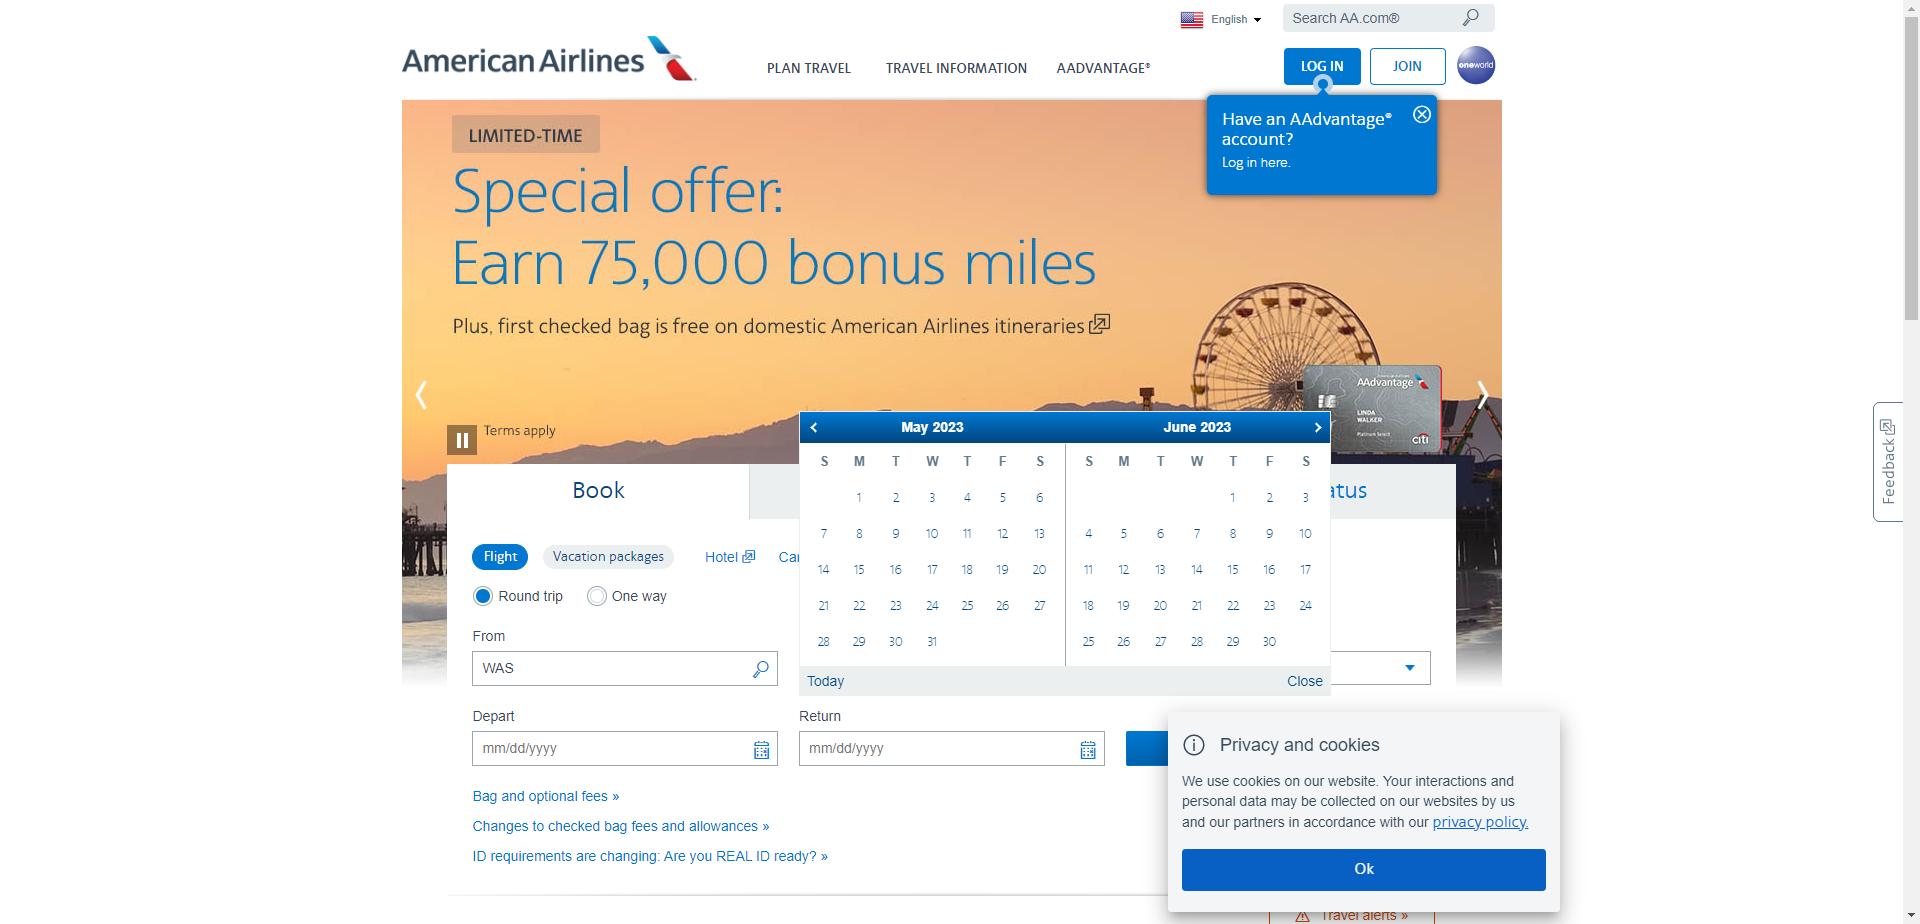 English
Search AA.com®
American Airlines
PLAN TRAVEL
TRAVEL INFORMATION
AADVANTAGE®
LOG IN
JOIN
oneworld
Have an AAdvantage®
account?
Log in here.
LIMITED-TIME
Special offer:
Earn 75,000 bonus miles
Plus, first checked bag is free on domestic American Airlines itineraries
AAdvantage
LINDA
WALKER
Platinum Select
citi
Terms apply
Feedback
Book
atus
May 2023
June 2023
S M T W T F S
S M T W T F S
1 2 3 4 5 6
1 2 3
7 8 9 10 11 12 13
4 5 6 7 8 9 10
14 15 16 17 18 19 20
11 12 13 14 15 16 17
21 22 23 24 25 26 27
18 19 20 21 22 23 24
28 29 30 31
25 26 27 28 29 30
Today
Close
Flight
Vacation packages
Hotel
Car
Round trip
One way
From
WAS
Depart
Return
mm/dd/yyyy
mm/dd/yyyy
Bag and optional fees »
Changes to checked bag fees and allowances »
ID requirements are changing: Are you REAL ID ready? »
Privacy and cookies
We use cookies on our website. Your interactions and
personal data may be collected on our websites by us
and our partners in accordance with our privacy policy.
Ok
Travel alerts »